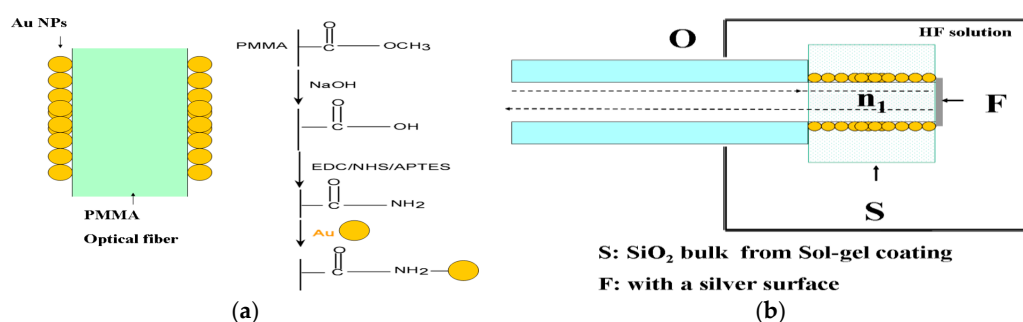 Au NPs
PMMA
Optical fiber
O
PMMA C OCH3
NaOH
O
C OH
EDC/NHS/APTES
O
C NH2
Au
O
C NH2
(a)
O
HF solution
n1
F
S
S: SiO2 bulk from Sol-gel coating
F: with a silver surface
(b)